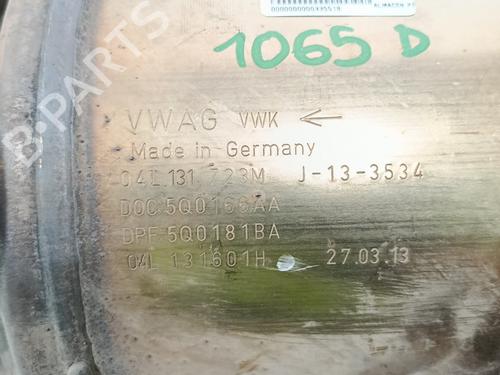 1065 D
VWAG VWK
Made in Germany
04L 131 723M J-13-3534
DOC 5Q0166AA
DPF 5Q0181BA
04L 131601H 27.03.13